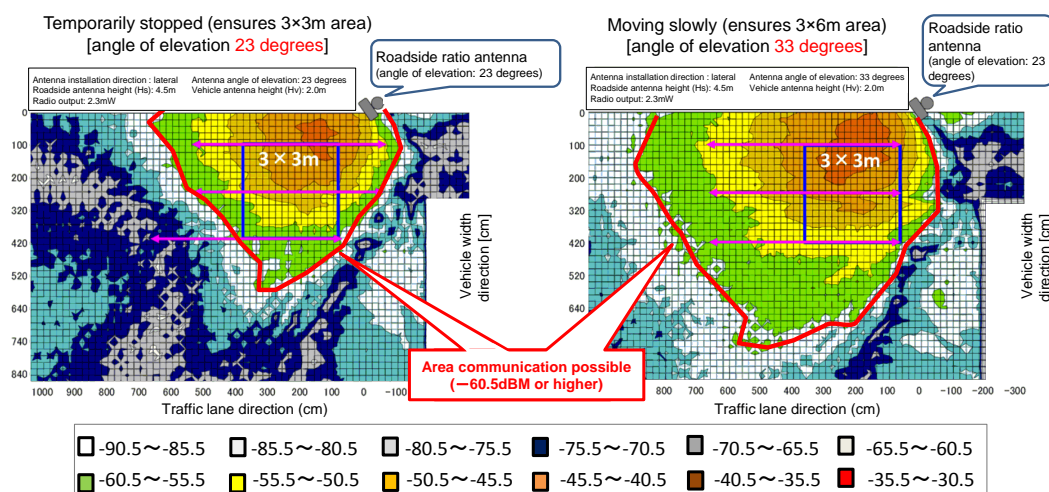 Temporarily stopped (ensures 3×3m area)
[angle of elevation 23 degrees]
Roadside ratio antenna
(angle of elevation: 23 degrees)
Antenna installation direction : lateral
Antenna angle of elevation: 23 degrees
Roadside antenna height (Hs): 4.5m
Vehicle antenna height (Hv): 2.0m
Radio output: 2.3mW
0
100
200
320
420
520
640
740
840
3 × 3m
Vehicle width
direction [cm]
1000 900 800 700 600 500 400 300 200 100 0 -100
Traffic lane direction (cm)
Moving slowly (ensures 3×6m area)
[angle of elevation 33 degrees]
Roadside ratio
antenna
(angle of elevation: 23
degrees)
Antenna installation direction : lateral
Antenna angle of elevation: 33 degrees
Roadside antenna height (Hs): 4.5m
Vehicle antenna height (Hv): 2.0m
Radio output: 2.3mW
0
100
200
320
420
520
640
740
840
3 × 3m
Vehicle width
direction [cm]
1000 900 800 700 600 500 400 300 200 100 0 -100 -200 -300
Traffic lane direction (cm)
Area communication possible
(－60.5dBM or higher)
-90.5～-85.5 -85.5～-80.5 -80.5～-75.5 -75.5～-70.5 -70.5～-65.5 -65.5～-60.5
-60.5～-55.5 -55.5～-50.5 -50.5～-45.5 -45.5～-40.5 -40.5～-35.5 -35.5～-30.5